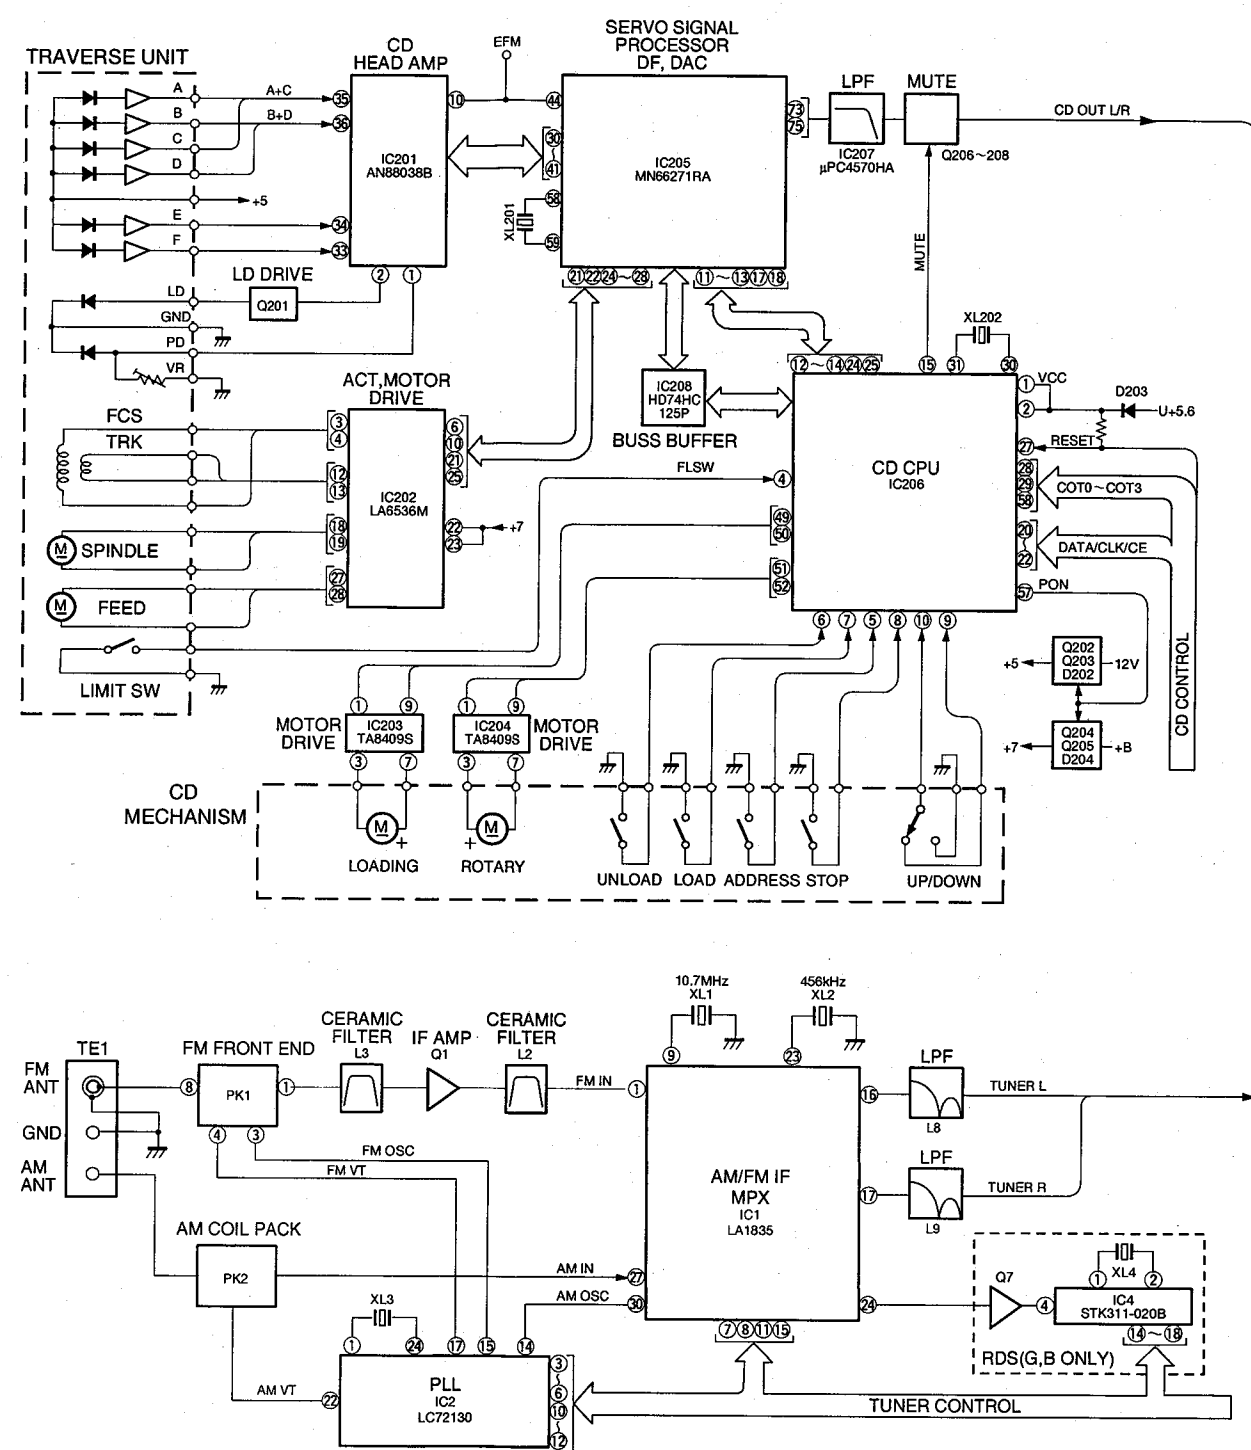 TRAVERSE UNIT
A
B
C
D
A+C
B+D
+5
E
F
LD DRIVE
LD
Q201
GND
PD
VR
35
36
34
33
CD
HEAD AMP
IC201
AN88038B
10
2
1
EFM
SERVO SIGNAL
PROCESSOR
DF, DAC
44
30
~
41
58
59
XL201
IC205
MN66271RA
73
75
21 22 24~28
11~13 17 18
LPF
IC207
µPC4570HA
MUTE
Q206~208
CD OUT L/R
MUTE
XL202
ACT,MOTOR
DRIVE
FCS
TRK
3
4
12
13
18
19
27
28
IC202
LA6536M
6
10
21
25
22
23
+7
SPINDLE
M
FEED
M
LIMIT SW
IC208
HD74HC
125P
BUSS BUFFER
FLSW
12~14 24 25
15
31
30
4
49
50
51
52
CD CPU
IC206
1
VCC
2
D203
U+5.6
27
RESET
28
29
58
COT0~COT3
20
~
22
DATA/CLK/CE
57
PON
6
7
5
8
10
9
Q202
Q203
D202
+5
12V
Q204
Q205
D204
+7
+B
CD CONTROL
1
9
IC203
TA8409S
MOTOR
DRIVE
3
7
1
9
IC204
TA8409S
MOTOR
DRIVE
3
7
CD
MECHANISM
M
+
LOADING
+
M
ROTARY
UNLOAD
LOAD
ADDRESS
STOP
UP/DOWN
TE1
FM
ANT
GND
AM
ANT
FM FRONT END
8
PK1
1
4
3
CERAMIC
FILTER
L3
IF AMP
Q1
CERAMIC
FILTER
L2
FM IN
1
FM OSC
FM VT
10.7MHz
XL1
9
456kHz
XL2
23
AM/FM IF
MPX
IC1
LA1835
16
LPF
L8
TUNER L
17
LPF
L9
TUNER R
AM COIL PACK
PK2
AM IN
27
AM OSC
30
24
7 8 11 15
XL3
1
24
17
15
14
AM VT
22
PLL
IC2
LC72130
3
~
6
10
~
12
Q7
4
1
XL4
2
IC4
STK311-020B
14~18
RDS(G,B ONLY)
TUNER CONTROL